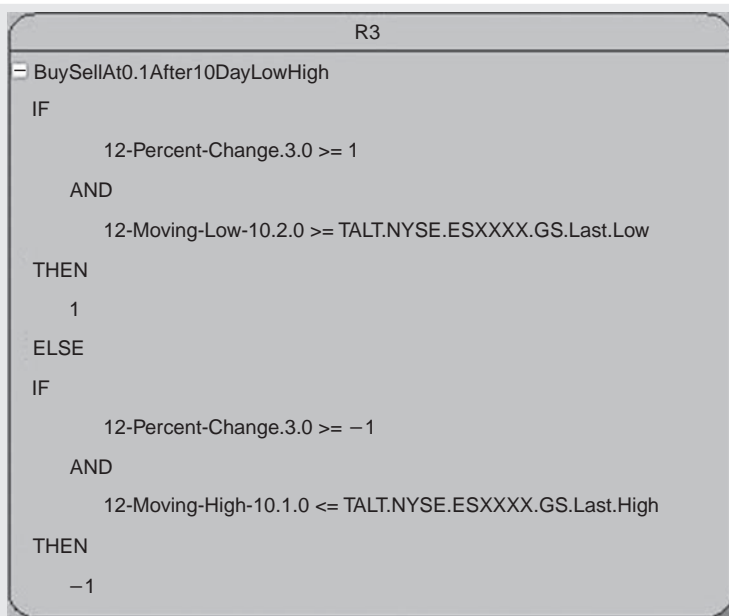 R3
BuySellAt0.1After10DayLowHigh
IF
12-Percent-Change.3.0 >= 1
AND
12-Moving-Low-10.2.0 >= TALT.NYSE.ESXXXX.GS.Last.Low
THEN
1
ELSE
IF
12-Percent-Change.3.0 >= −1
AND
12-Moving-High-10.1.0 <= TALT.NYSE.ESXXXX.GS.Last.High
THEN
−1